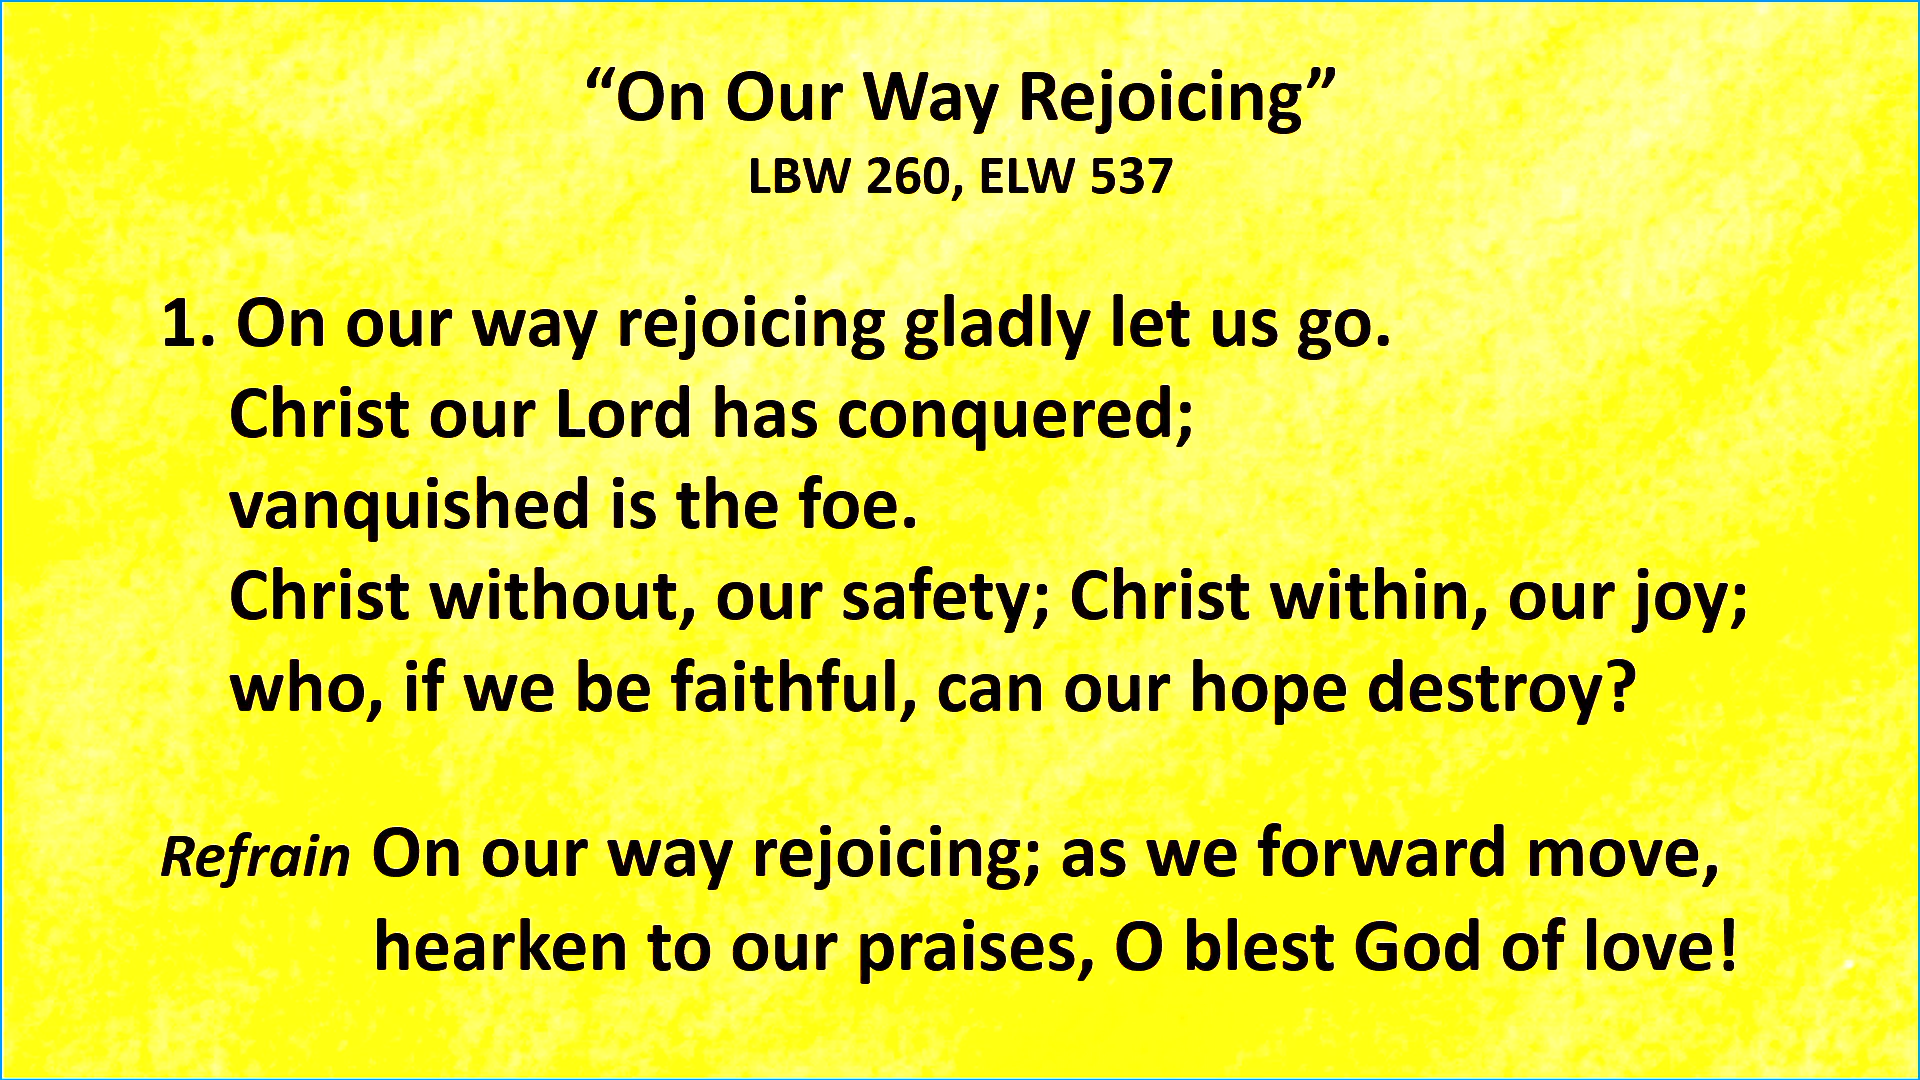 “On Our Way Rejoicing”
LBW 260, ELW 537
1. On our way rejoicing gladly let us go.
Christ our Lord has conquered;
vanquished is the foe.
Christ without, our safety; Christ within, our joy;
who, if we be faithful, can our hope destroy?
Refrain On our way rejoicing; as we forward move,
hearken to our praises, O blest God of love!